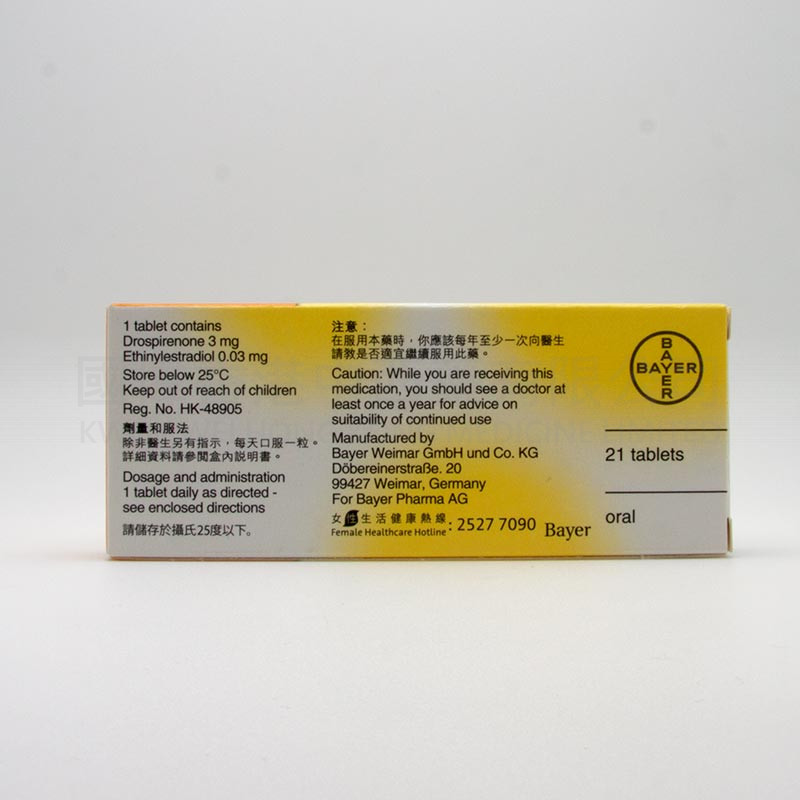 1 tablet contains
Drospirenone 3 mg
Ethinylestradiol 0.03 mg
Store below 25°C
Keep out of reach of children
Reg. No. HK-48905
劑量和服法
除非醫生另有指示，每天口服一粒。
詳細資料請參閱盒內說明書。
Dosage and administration
1 tablet daily as directed -
see enclosed directions
請儲存於攝氏25度以下。
注意：
在服用本藥時，你應該每年至少一次向醫生
請教是否適宜繼續服用此藥。
Caution: While you are receiving this
medication, you should see a doctor at
least once a year for advice on
suitability of continued use
Manufactured by
Bayer Weimar GmbH und Co. KG
Döbereinerstraße. 20
99427 Weimar, Germany
For Bayer Pharma AG
女性生活健康熱線
Female Healthcare Hotline : 2527 7090
Bayer
BAYER
BAYER
21 tablets
oral